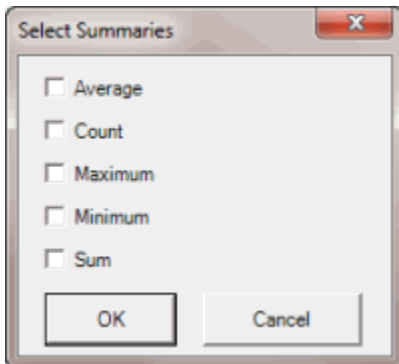 Select Summaries
Average
Count
Maximum
Minimum
Sum
OK Cancel